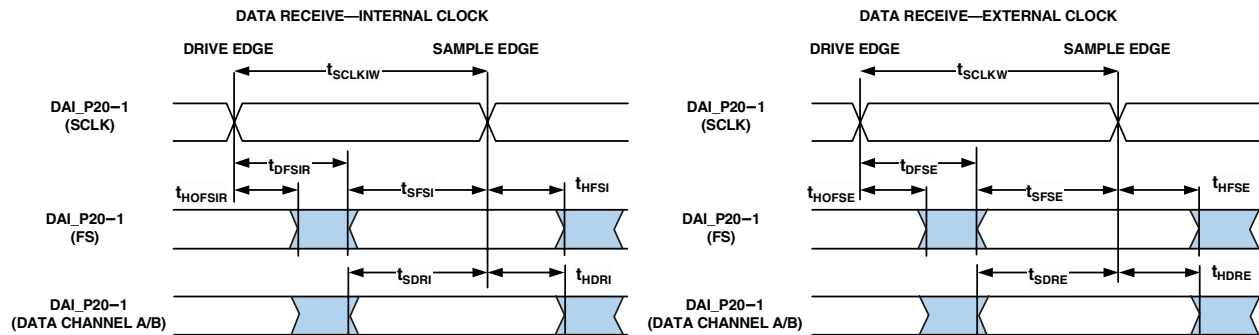 DATA RECEIVE—INTERNAL CLOCK
DRIVE EDGE
SAMPLE EDGE
tSCLKIW
DAI_P20–1
(SCLK)
tDFSIR
tHOFSIR
tSFSI
tHFSI
DAI_P20–1
(FS)
tSDRI
tHDRI
DAI_P20–1
(DATA CHANNEL A/B)
DATA RECEIVE—EXTERNAL CLOCK
DRIVE EDGE
SAMPLE EDGE
tSCLKW
DAI_P20–1
(SCLK)
tDFSE
tHOFSE
tSFSE
tHFSE
DAI_P20–1
(FS)
tSDRE
tHDRE
DAI_P20–1
(DATA CHANNEL A/B)